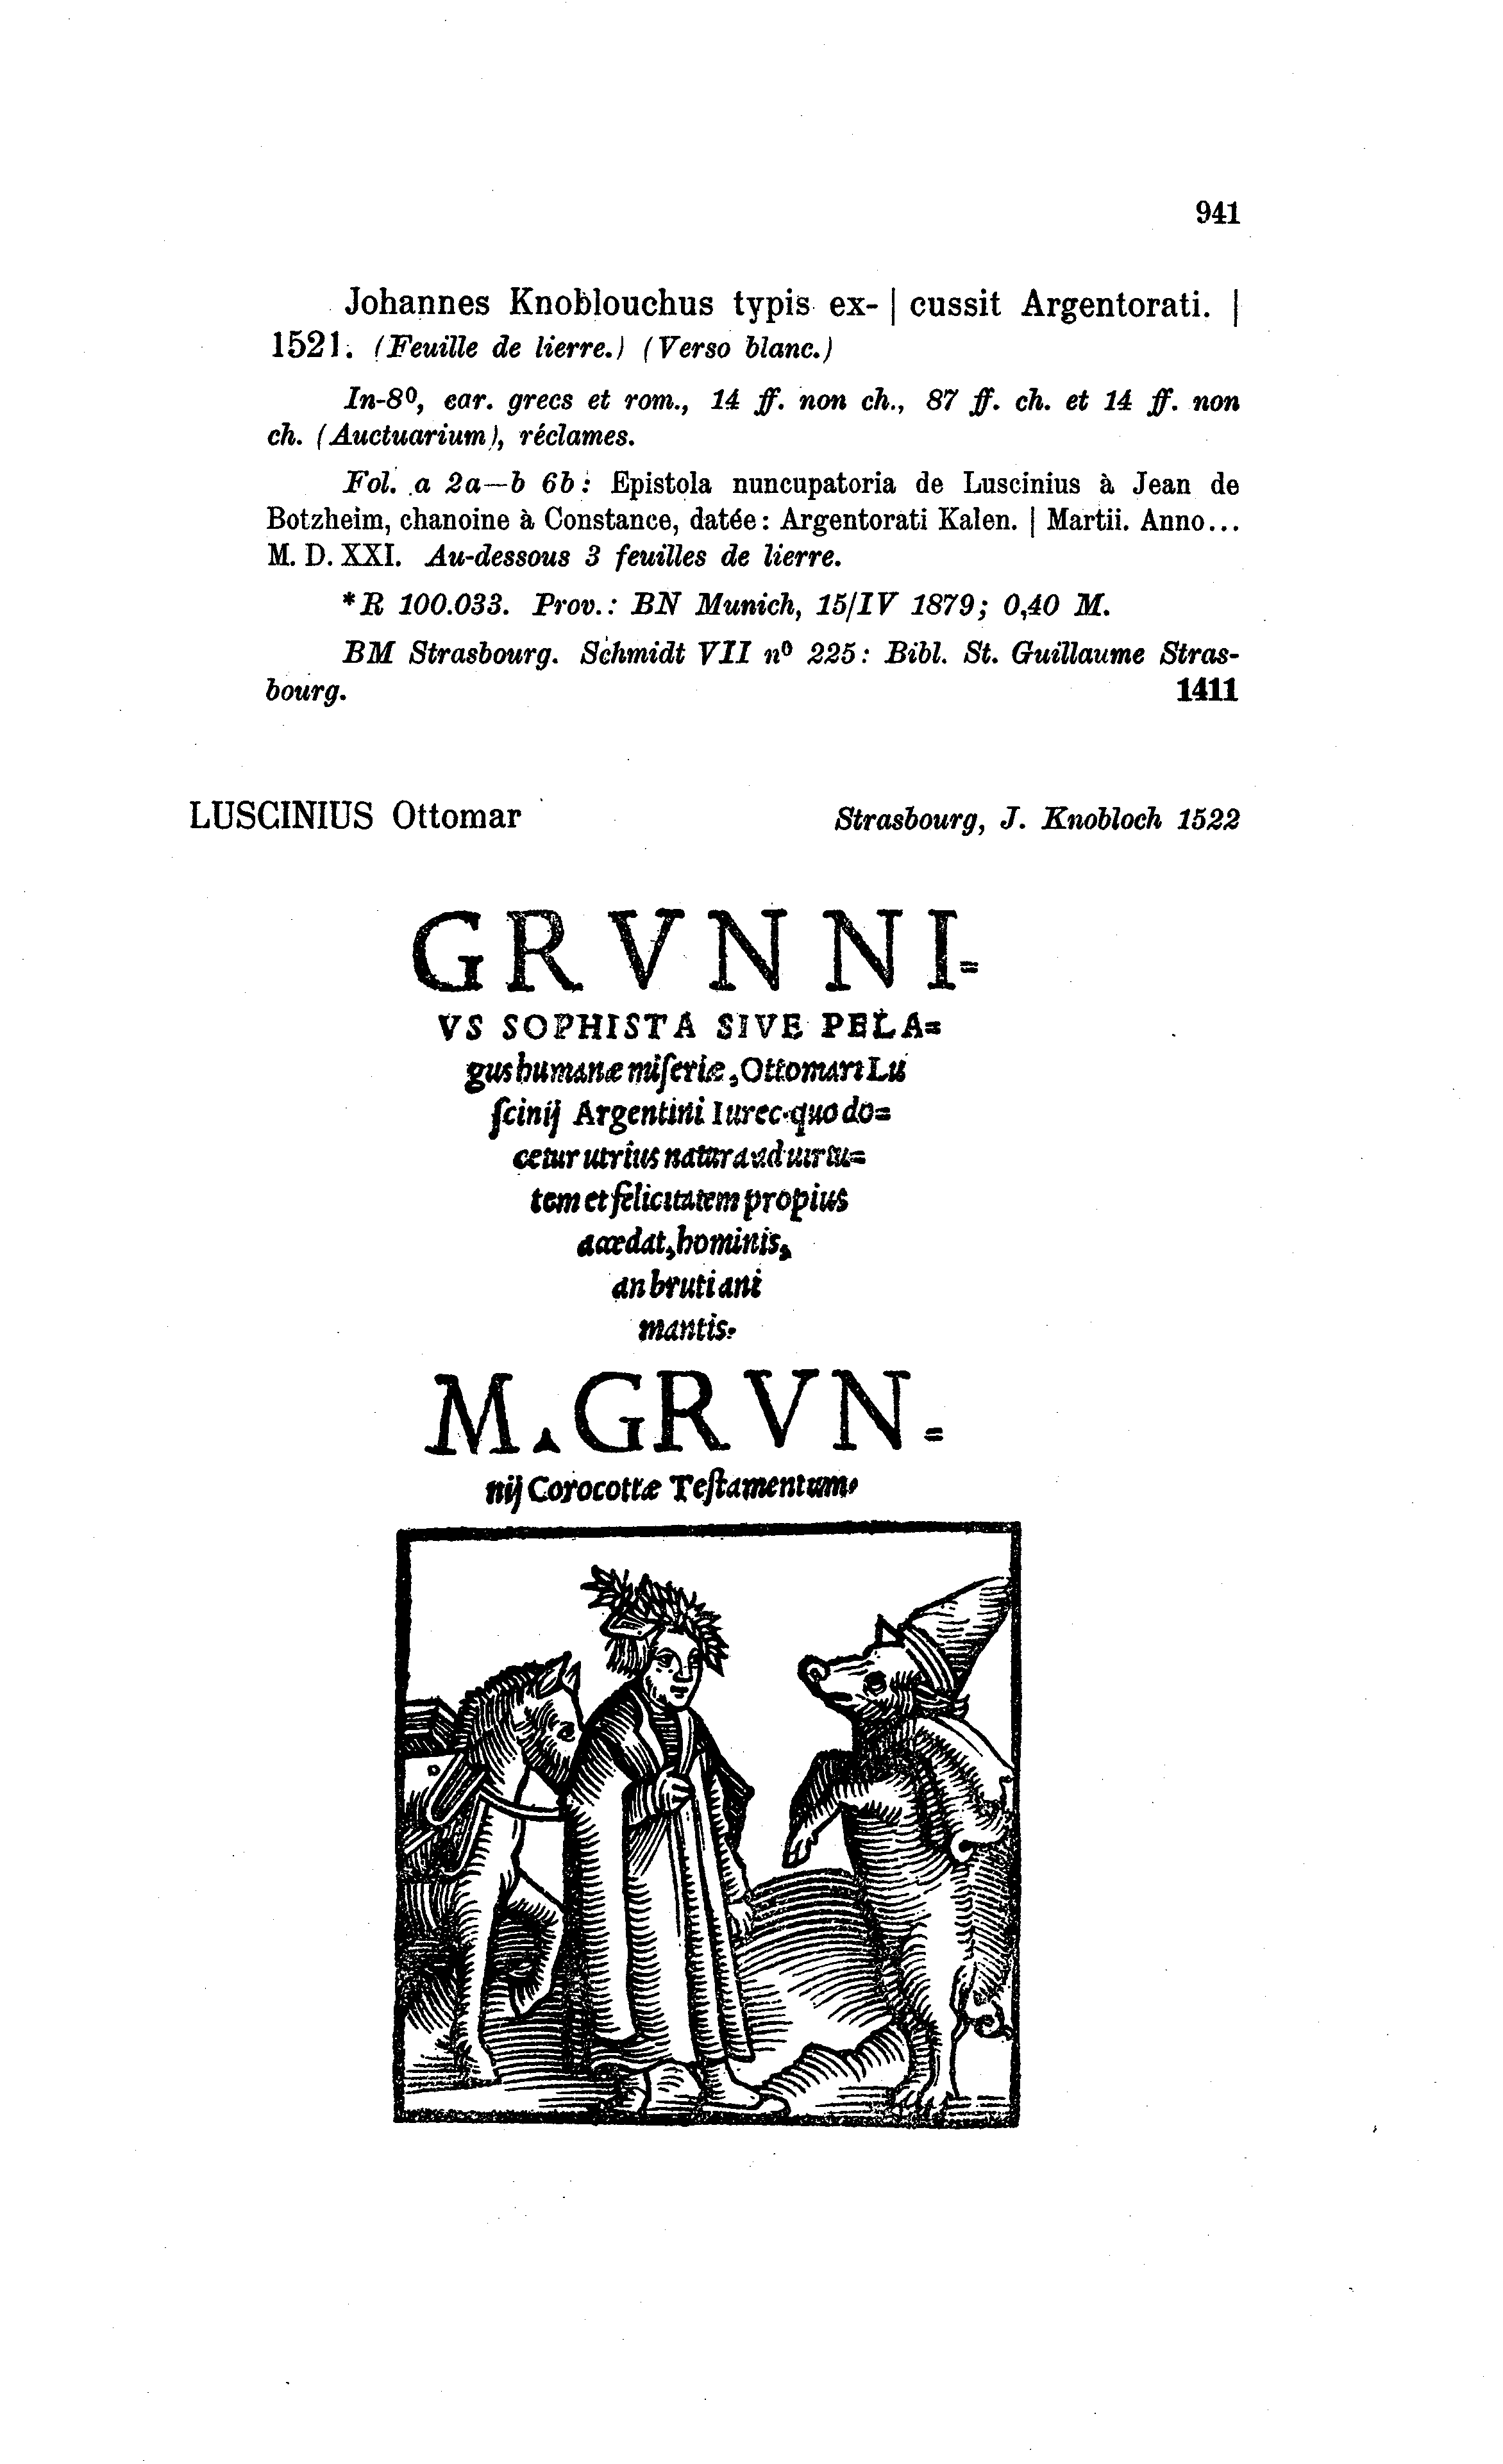 941
Johannes Knoblouchus typis ex- | cussit Argentorati. |
1521. (Feuille de lierre.) (Verso blanc.)
In-8º, car. grecs et rom., 14 ff. non ch., 87 ff. ch. et 14 ff. non
ch. (Auctuarium), réclames.
Fol. a 2a—b 6b: Epistola nuncupatoria de Luscinius à Jean de
Botzheim, chanoine à Constance, datée: Argentorati Kalen. | Martii. Anno...
M. D. XXI. Au-dessous 3 feuilles de lierre.
*R 100.033. Prov.: BN Munich, 15/IV 1879; 0,40 M.
BM Strasbourg. Schmidt VII nº 225: Bibl. St. Guillaume Stras-
bourg. 1411
LUSCINIUS Ottomar Strasbourg, J. Knobloch 1522
GRVNNI=
VS SOPHISTA SIVE PELA=
gus humanæ miſeriæ, Ottomari Lu
ſcinij Argentini Iurec. quo do=
cetur utrius natura ad uirtu=
tem et felicitatem propius
accedat, hominis,
an bruti ani
mantis.
M. GRVN=
nij Corocottæ Teſtamentum.